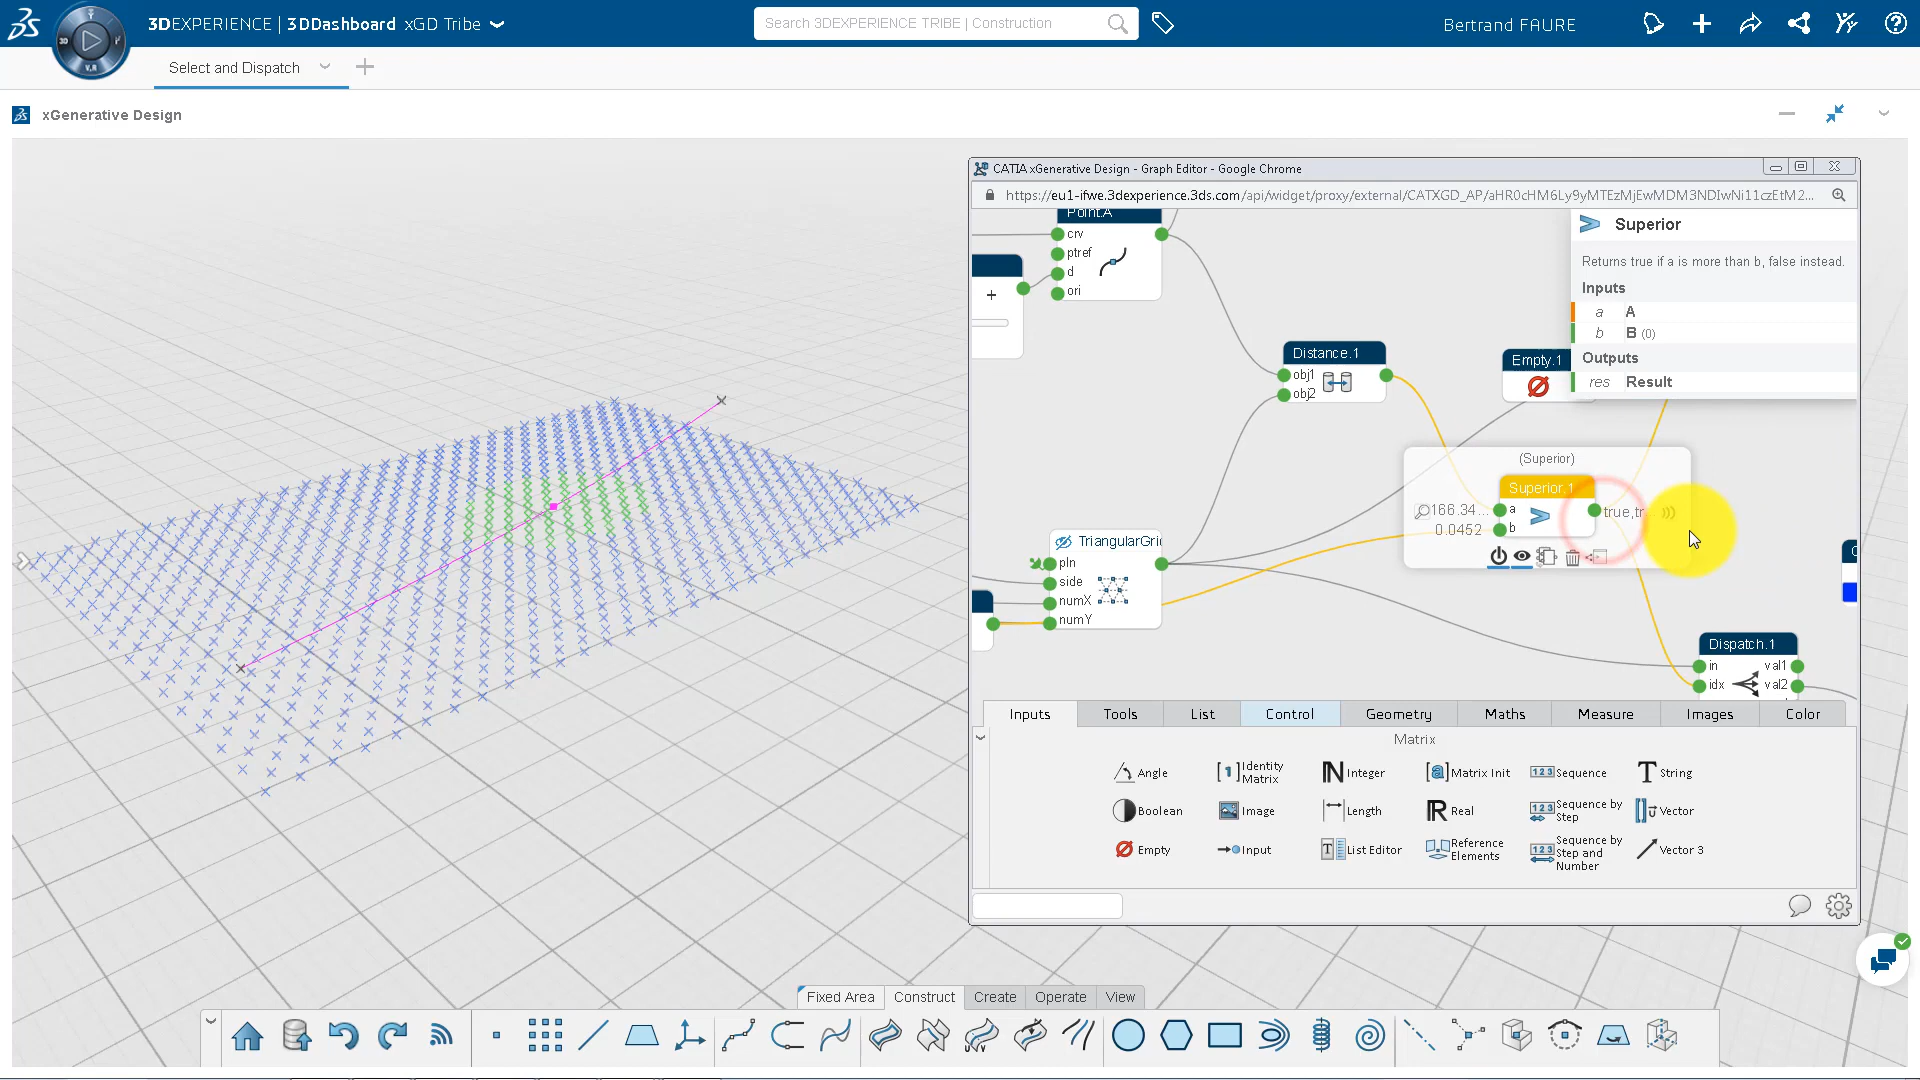 3DEXPERIENCE | 3DDashboard xGD Tribe
Search 3DEXPERIENCE TRIBE | Construction
Bertrand FAURE
3D
V,R
Select and Dispatch
xGenerative Design
CATIA xGenerative Design - Graph Editor - Google Chrome
https://eu1-ifwe.3dexperience.3ds.com/api/widget/proxy/external/CATXGD_AP/aHR0cHM6Ly9yMTEzMjEwMDM3NDIwNi11czEtM2...
Point.A
crv
ptref
d
ori
+
Distance.1
obj1
obj2
Empty.1
Superior
Returns true if a is more than b, false instead.
Inputs
a A
b B (0)
Outputs
res Result
(Superior)
Superior.1
166.34... a true,tr...
0.0452 b
TriangularGri
pln
side
numX
numY
Dispatch.1
in val1
idx val2
Inputs Tools List Control Geometry Maths Measure Images Color
Matrix
Angle Identity Matrix Integer Matrix Init Sequence String
Boolean Image Length Real Sequence by Step Vector
Empty Input List Editor Reference Elements Sequence by Step and Number Vector 3
Fixed Area Construct Create Operate View